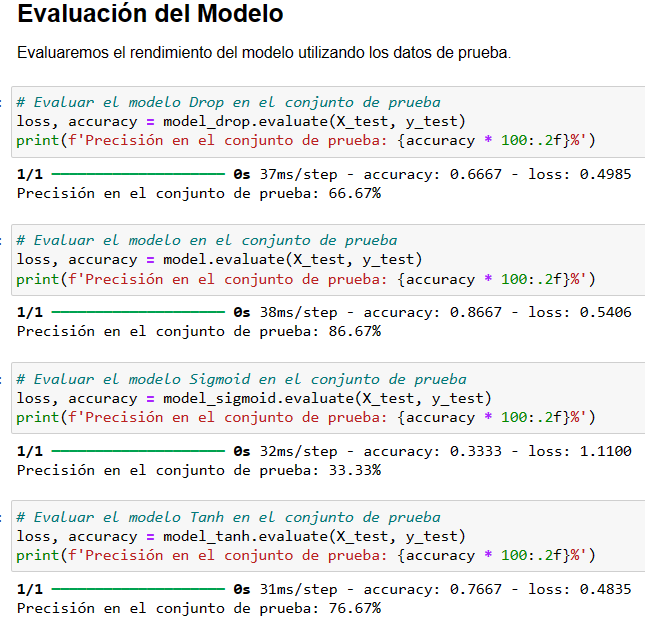 Evaluación del Modelo
Evaluaremos el rendimiento del modelo utilizando los datos de prueba.
# Evaluar el modelo Drop en el conjunto de prueba
loss, accuracy = model_drop.evaluate(X_test, y_test)
print(f'Precisión en el conjunto de prueba: {accuracy * 100:.2f}%')
1/1 ━━━━━━━━━━━━━━━━━━━━ 0s 37ms/step - accuracy: 0.6667 - loss: 0.4985
Precisión en el conjunto de prueba: 66.67%
# Evaluar el modelo en el conjunto de prueba
loss, accuracy = model.evaluate(X_test, y_test)
print(f'Precisión en el conjunto de prueba: {accuracy * 100:.2f}%')
1/1 ━━━━━━━━━━━━━━━━━━━━ 0s 38ms/step - accuracy: 0.8667 - loss: 0.5406
Precisión en el conjunto de prueba: 86.67%
# Evaluar el modelo Sigmoid en el conjunto de prueba
loss, accuracy = model_sigmoid.evaluate(X_test, y_test)
print(f'Precisión en el conjunto de prueba: {accuracy * 100:.2f}%')
1/1 ━━━━━━━━━━━━━━━━━━━━ 0s 32ms/step - accuracy: 0.3333 - loss: 1.1100
Precisión en el conjunto de prueba: 33.33%
# Evaluar el modelo Tanh en el conjunto de prueba
loss, accuracy = model_tanh.evaluate(X_test, y_test)
print(f'Precisión en el conjunto de prueba: {accuracy * 100:.2f}%')
1/1 ━━━━━━━━━━━━━━━━━━━━ 0s 31ms/step - accuracy: 0.7667 - loss: 0.4835
Precisión en el conjunto de prueba: 76.67%